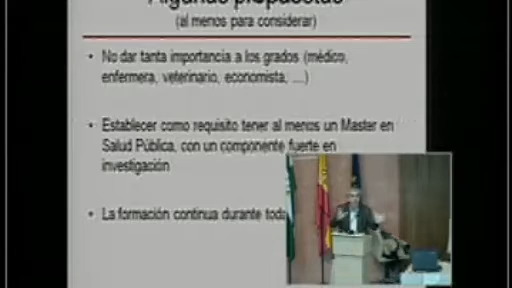 Algunas propuestas
(al menos para considerar)
• No dar tanta importancia a los grados (médico,
enfermera, veterinario, economista, ....)
• Establecer como requisito tener al menos un Master en
Salud Pública, con un componente fuerte en
investigación
• La formación continua durante toda